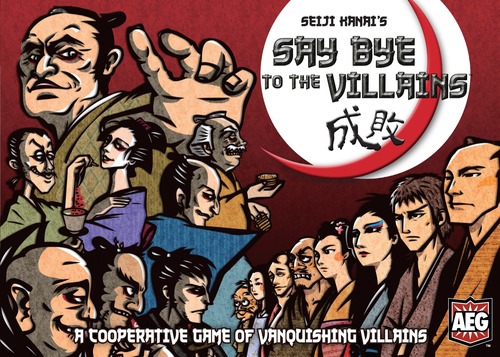 SEIJI KANAI'S
SAY BYE
TO THE VILLAINS
成敗
A COOPERATIVE GAME OF VANQUISHING VILLAINS
AEG